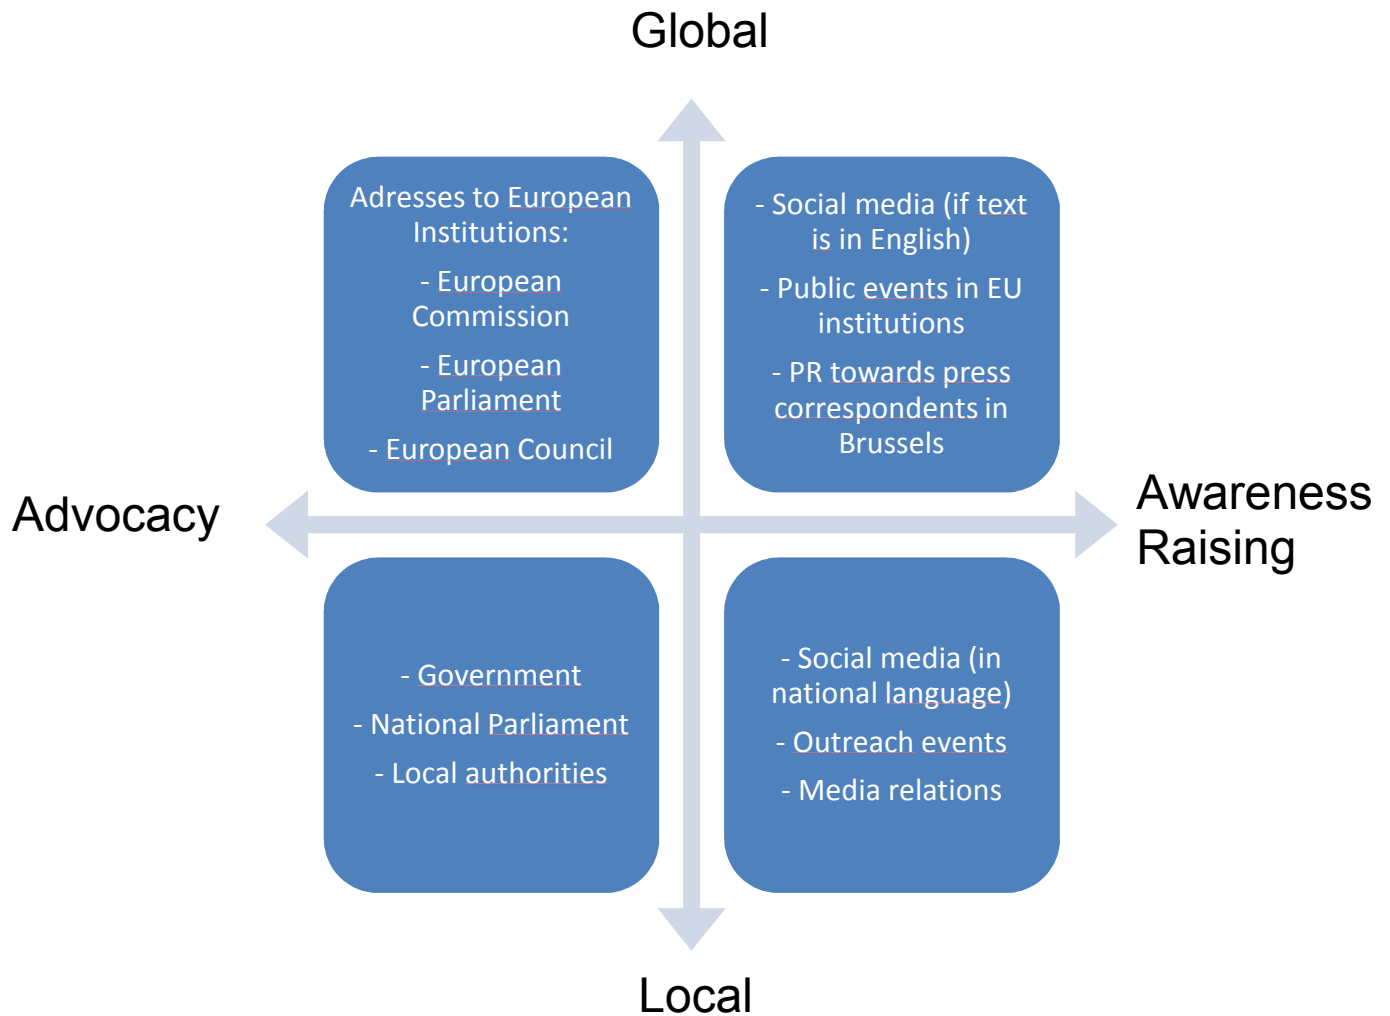 Global
Adresses to European
Institutions:
- European
Commission
- European
Parliament
- European Council
- Social media (if text
is in English)
- Public events in EU
institutions
- PR towards press
correspondents in
Brussels
Advocacy
Awareness
Raising
- Government
- National Parliament
- Local authorities
- Social media (in
national language)
- Outreach events
- Media relations
Local